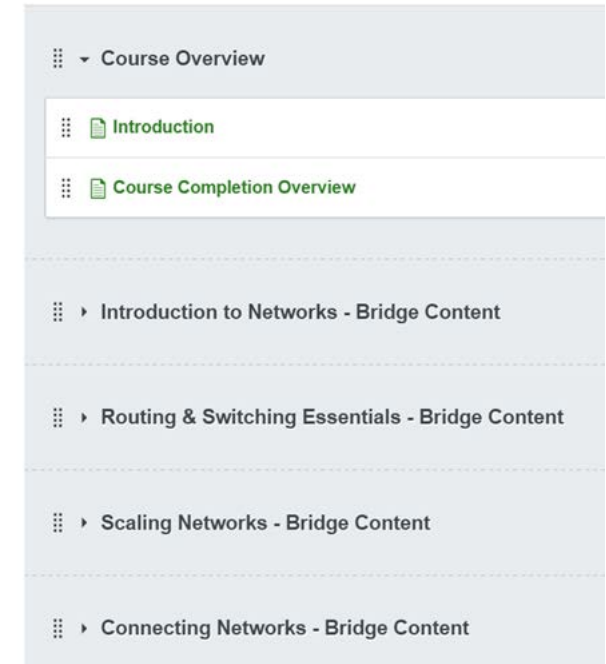 Course Overview
Introduction
Course Completion Overview
Introduction to Networks - Bridge Content
Routing & Switching Essentials - Bridge Content
Scaling Networks - Bridge Content
Connecting Networks - Bridge Content